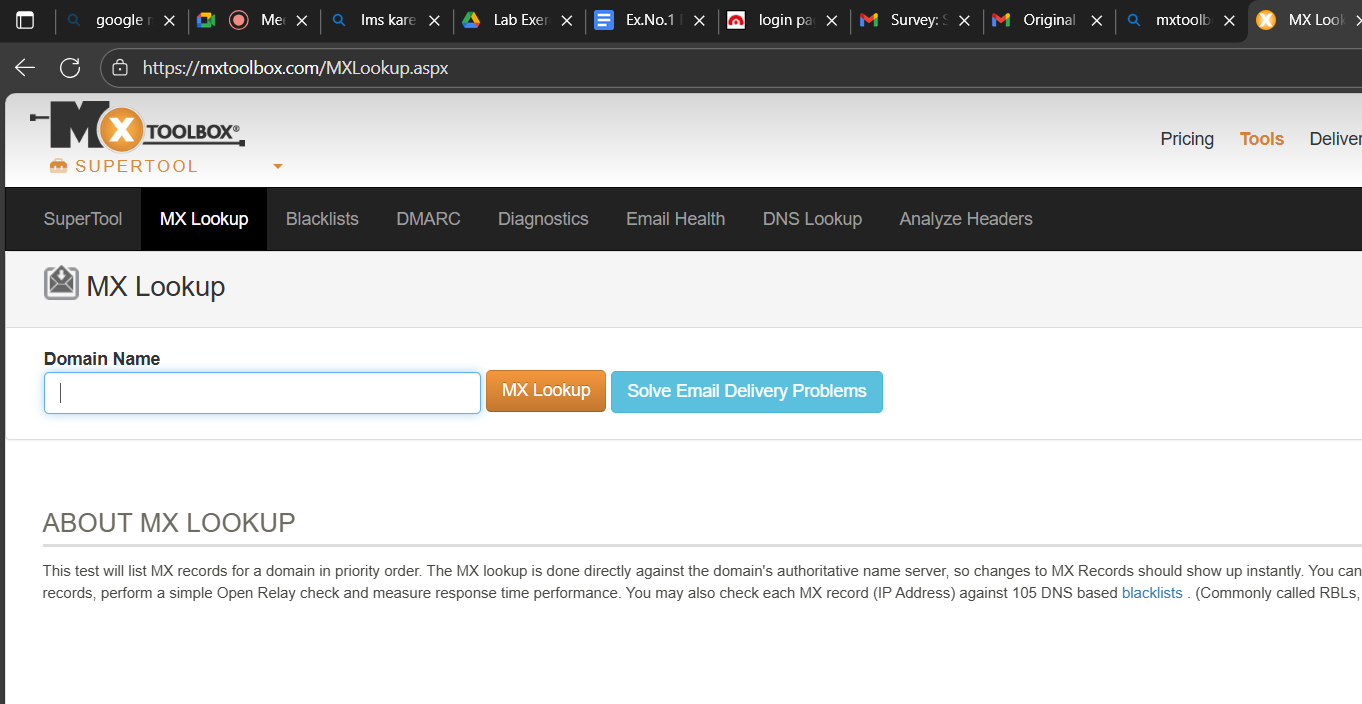 google r
Me
lms kare
Lab Exer
Ex.No.1
login pa
Survey: S
Original
mxtoolb
MX Look
https://mxtoolbox.com/MXLookup.aspx
MX TOOLBOX®
SUPERTOOL
Pricing Tools Deliver
SuperTool MX Lookup Blacklists DMARC Diagnostics Email Health DNS Lookup Analyze Headers
MX Lookup
Domain Name
MX Lookup Solve Email Delivery Problems
ABOUT MX LOOKUP
This test will list MX records for a domain in priority order. The MX lookup is done directly against the domain's authoritative name server, so changes to MX Records should show up instantly. You can
records, perform a simple Open Relay check and measure response time performance. You may also check each MX record (IP Address) against 105 DNS based blacklists . (Commonly called RBLs,